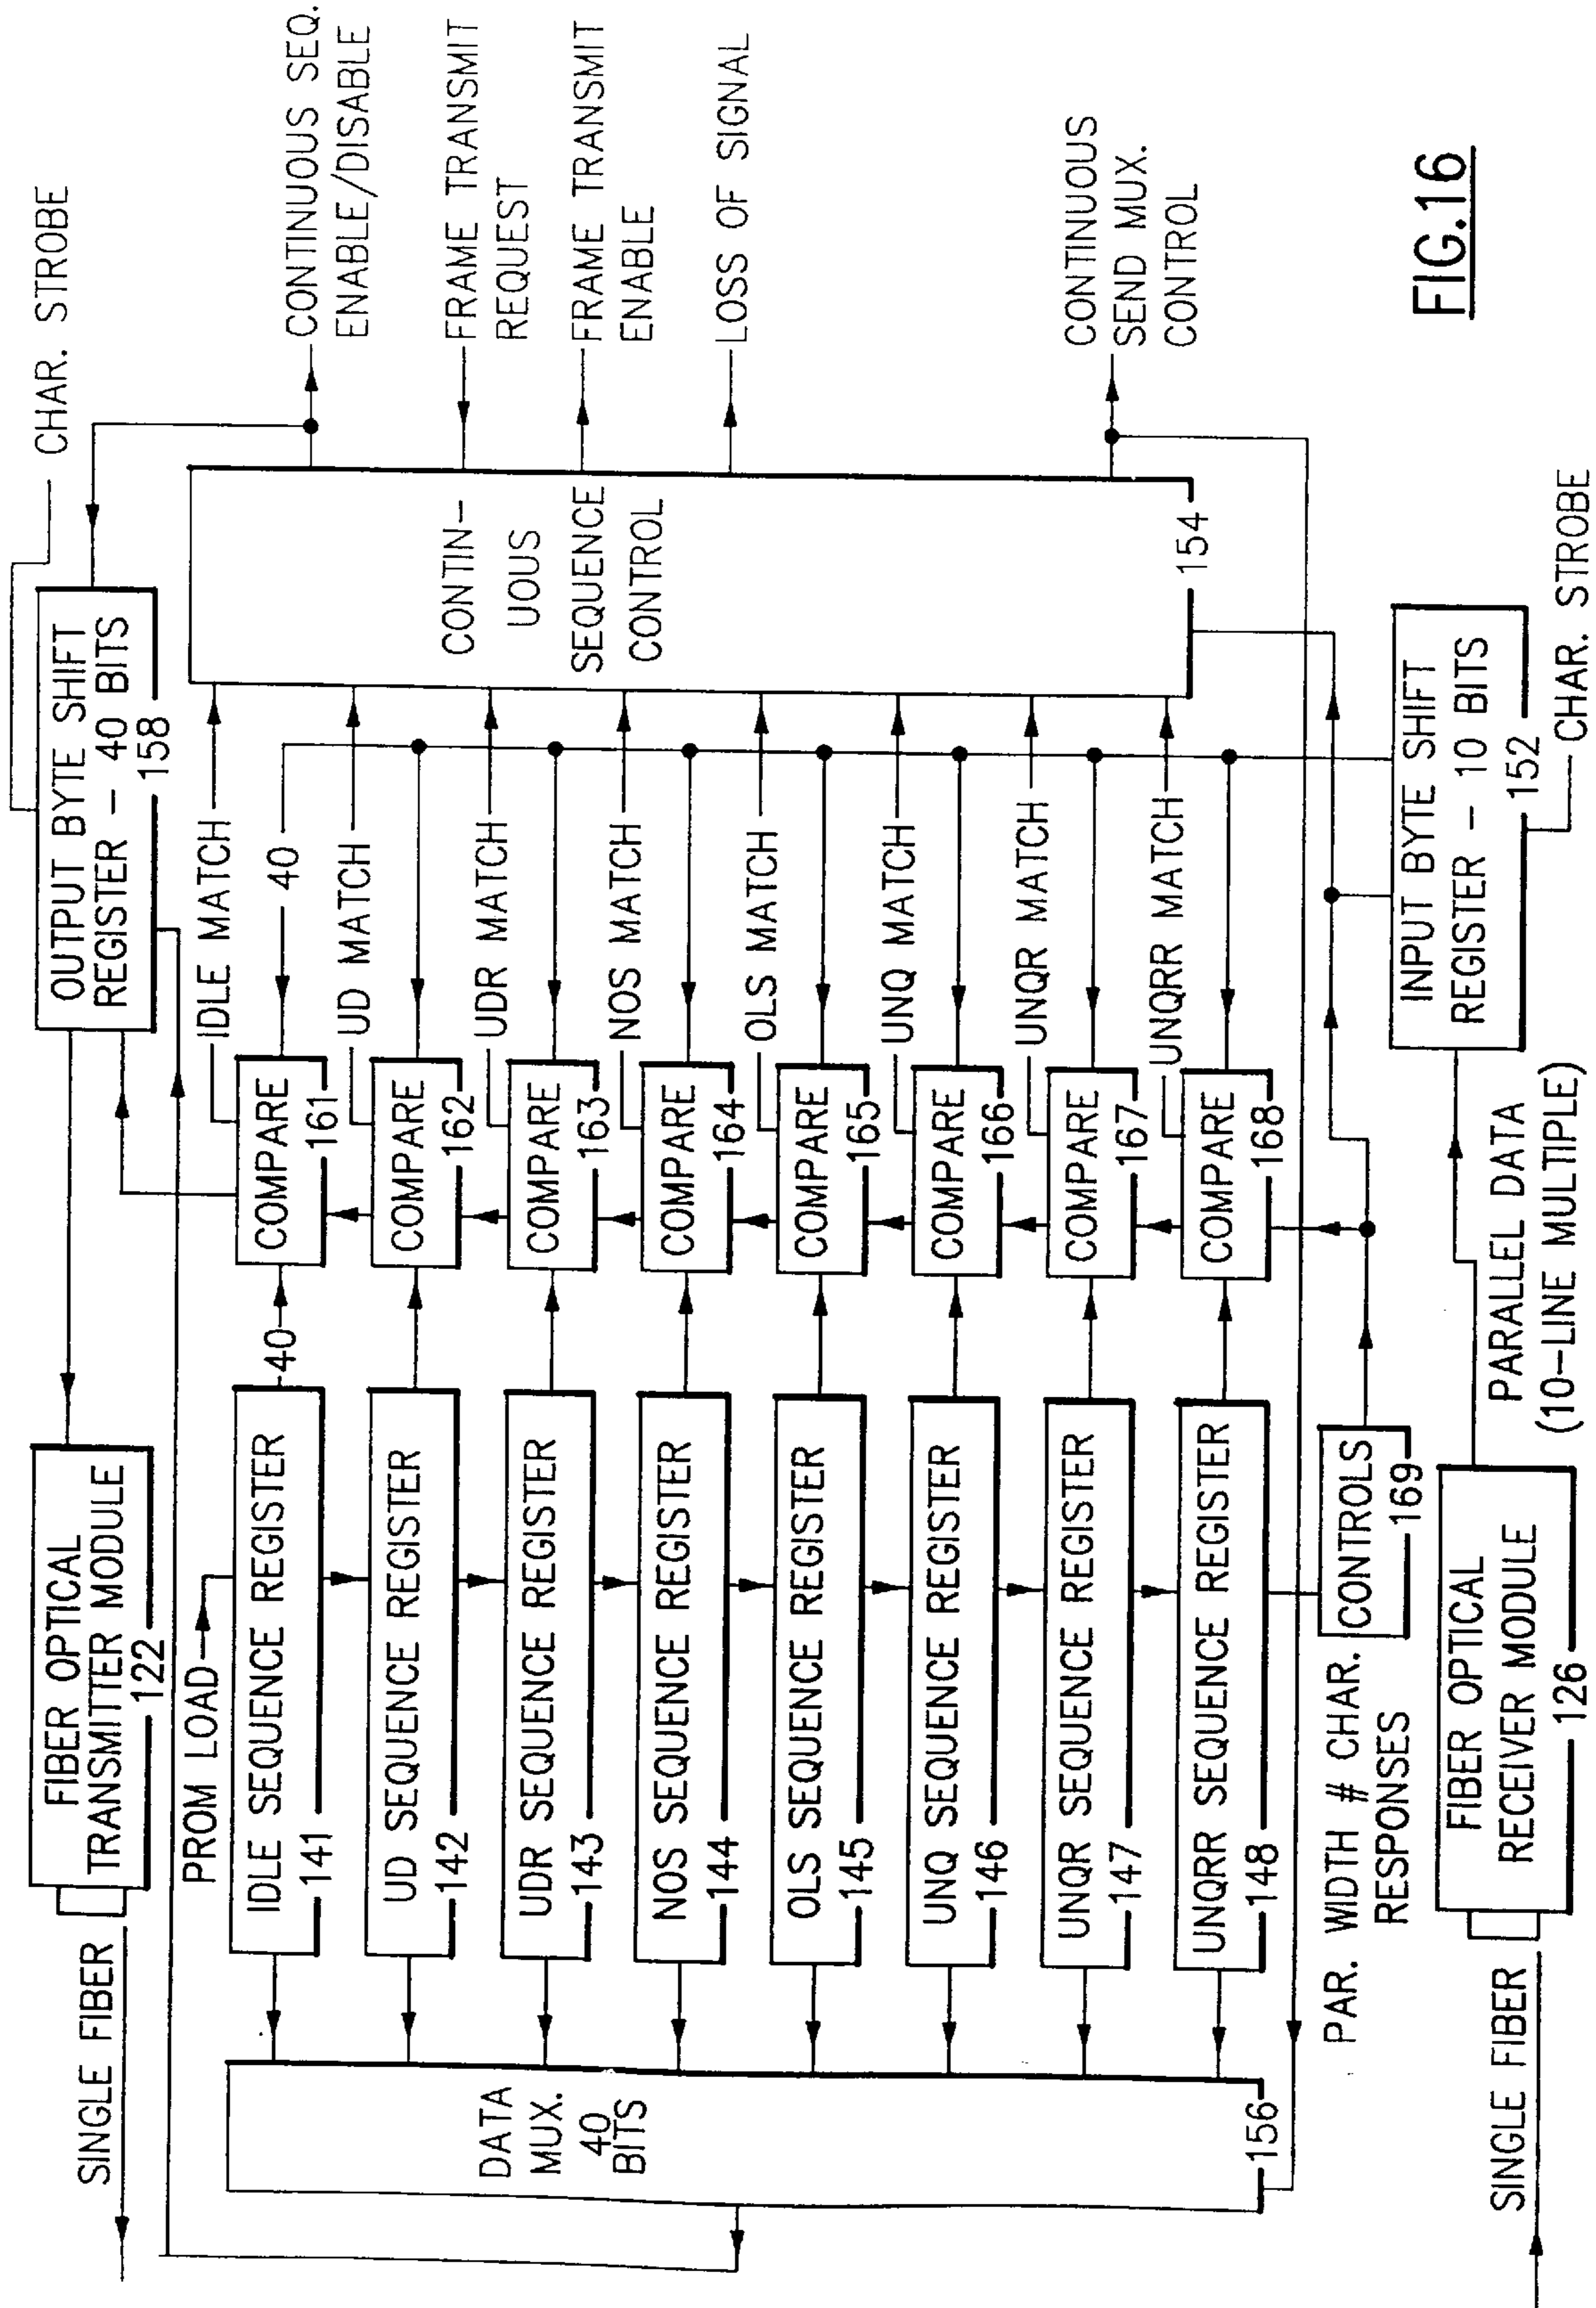 SINGLE FIBER
FIBER OPTICAL
TRANSMITTER MODULE
122
OUTPUT BYTE SHIFT
REGISTER - 40 BITS
158
CHAR. STROBE
PROM LOAD
DATA
MUX.
40
BITS
156
IDLE SEQUENCE REGISTER
141
40
COMPARE
161
IDLE MATCH
40
UD SEQUENCE REGISTER
142
COMPARE
162
UD MATCH
UDR SEQUENCE REGISTER
143
COMPARE
163
UDR MATCH
NOS SEQUENCE REGISTER
144
COMPARE
164
NOS MATCH
OLS SEQUENCE REGISTER
145
COMPARE
165
OLS MATCH
UNQ SEQUENCE REGISTER
146
COMPARE
166
UNQ MATCH
UNQR SEQUENCE REGISTER
147
COMPARE
167
UNQR MATCH
UNQRR SEQUENCE REGISTER
148
COMPARE
168
UNQRR MATCH
CONTIN-
UOUS
SEQUENCE
CONTROL
154
CONTINUOUS SEQ.
ENABLE/DISABLE
FRAME TRANSMIT
REQUEST
FRAME TRANSMIT
ENABLE
LOSS OF SIGNAL
CONTINUOUS
SEND MUX.
CONTROL
PAR. WIDTH # CHAR.
RESPONSES
CONTROLS
169
SINGLE FIBER
FIBER OPTICAL
RECEIVER MODULE
126
PARALLEL DATA
(10-LINE MULTIPLE)
INPUT BYTE SHIFT
REGISTER - 10 BITS
152
CHAR. STROBE
FIG.16